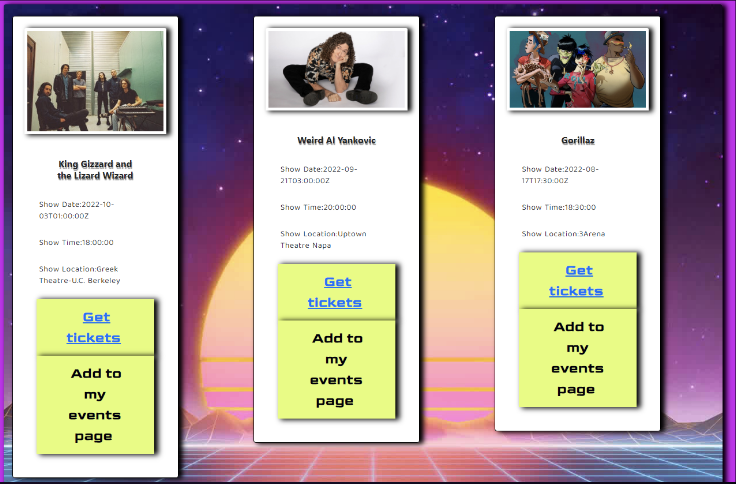 King Gizzard and
the Lizard Wizard
Show Date:2022-10-
03T01:00:00Z
Show Time:18:00:00
Show Location:Greek
Theatre-U.C. Berkeley
Get
tickets
Add to
my
events
page
Weird Al Yankovic
Show Date:2022-09-
21T03:00:00Z
Show Time:20:00:00
Show Location:Uptown
Theatre Napa
Get
tickets
Add to
my
events
page
Gorillaz
Show Date:2022-08-
17T17:30:00Z
Show Time:18:30:00
Show Location:3Arena
Get
tickets
Add to
my
events
page